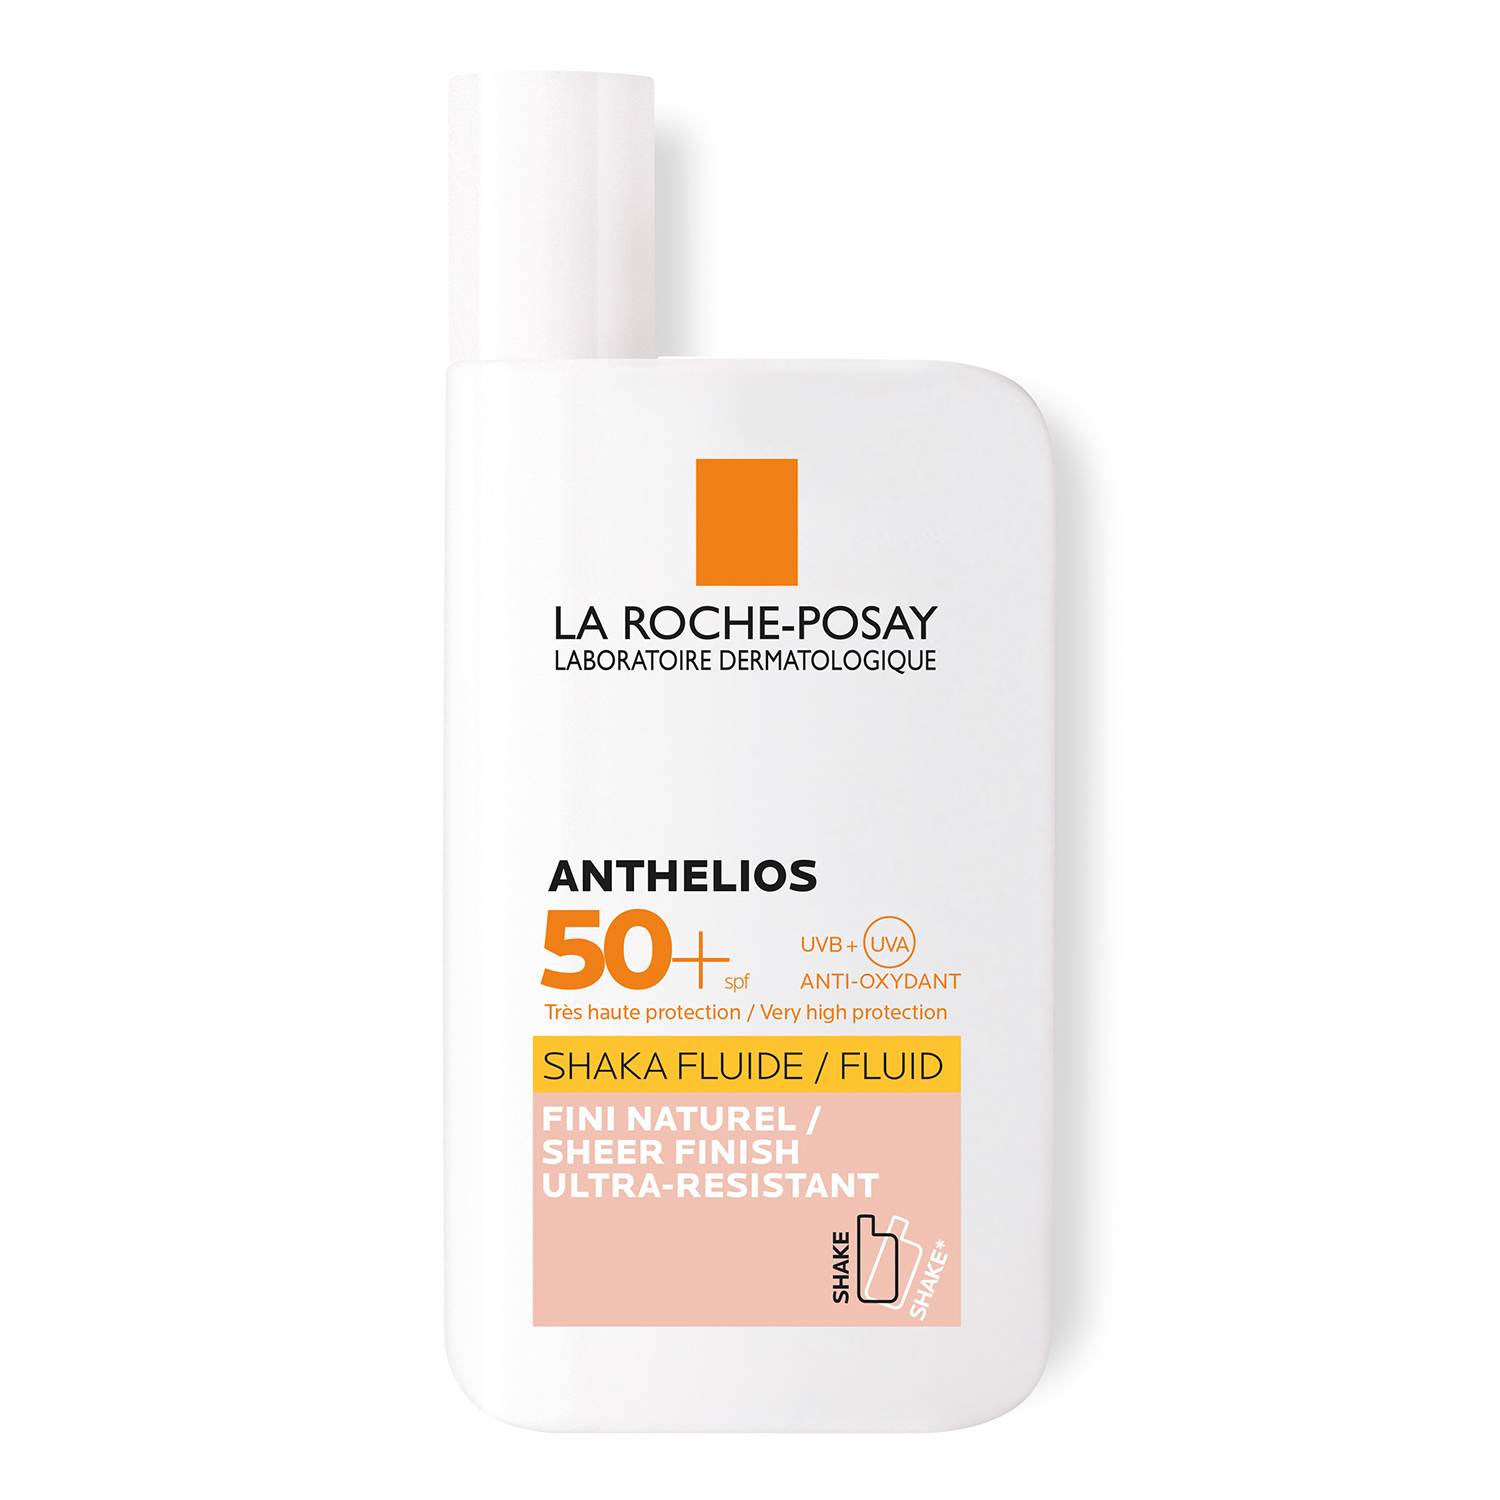 LA ROCHE-POSAY
LABORATOIRE DERMATOLOGIQUE
ANTHELIOS
50+ spf
UVB + UVA
ANTI-OXYDANT
Très haute protection / Very high protection
SHAKA FLUIDE / FLUID
FINI NATUREL /
SHEER FINISH
ULTRA-RESISTANT
SHAKE
SHAKE*